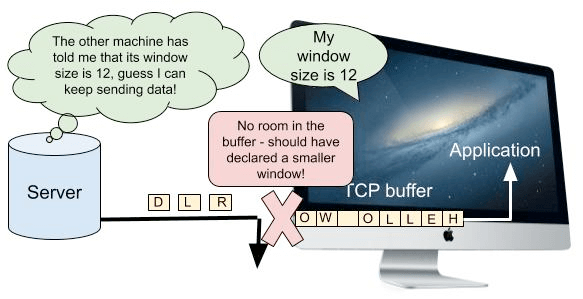 The other machine has
told me that its window
size is 12, guess I can
keep sending data!
My
window
size is 12
No room in the
buffer - should have
declared a smaller
window!
Application
TCP buffer
Server
D L R
O W O L L E H